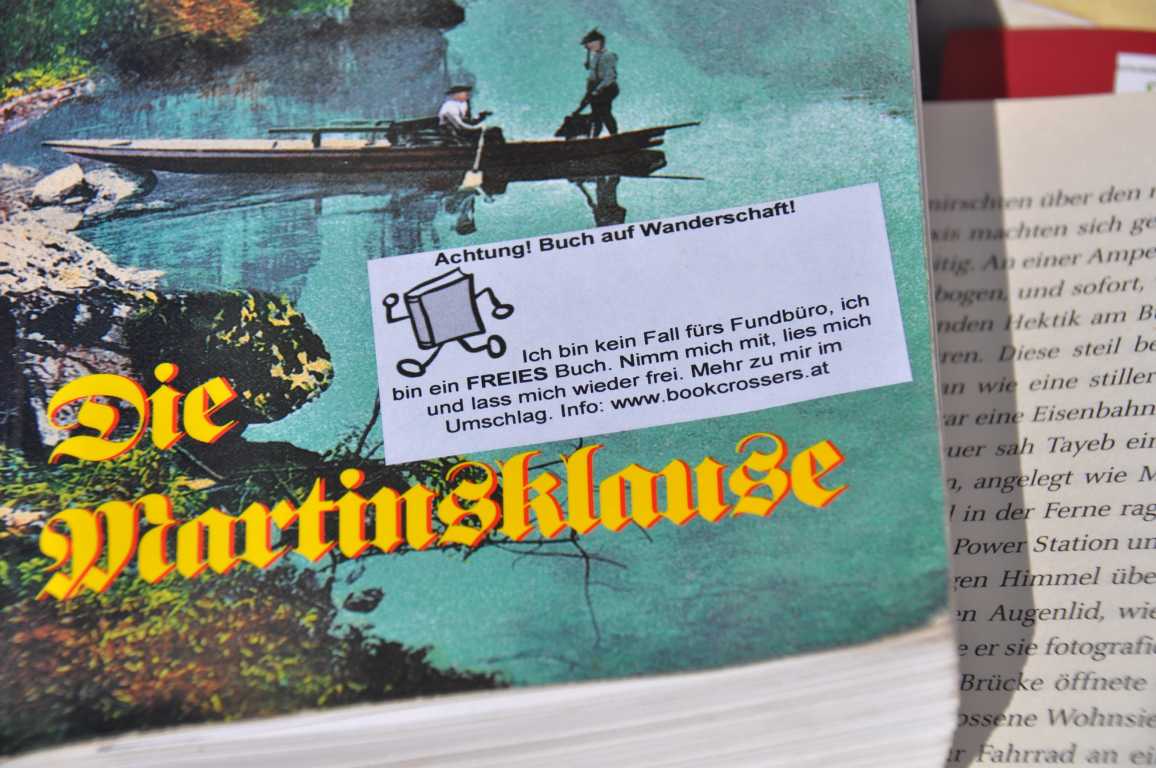 Achtung! Buch auf Wanderschaft!
Ich bin kein Fall fürs Fundbüro, ich
bin ein FREIES Buch. Nimm mich mit, lies mich
und lass mich wieder frei. Mehr zu mir im
Umschlag. Info: www.bookcrossers.at
Die
Martinsklause
über den
machten sich
An einer
und sofort,
Hektik am
Diese steil
wie eine stiller
eine Eisenbahn
sah Tayeb
angelegt wie
in der Ferne
Power Station
Himmel
Augenlid, wie
er sie
Brücke öffnete
Fahrrad an